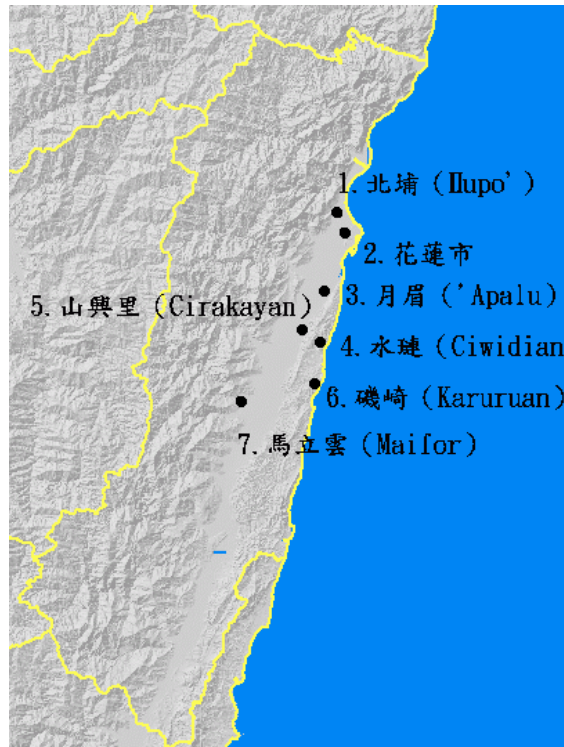 1. 北埔 (Hupo')
2. 花蓮市
3. 月眉 ('Apalu)
5. 山興里 (Cirakayan)
4. 水璉 (Ciwidian
6. 磯崎 (Karuruan)
7. 馬立雲 (Maifor)